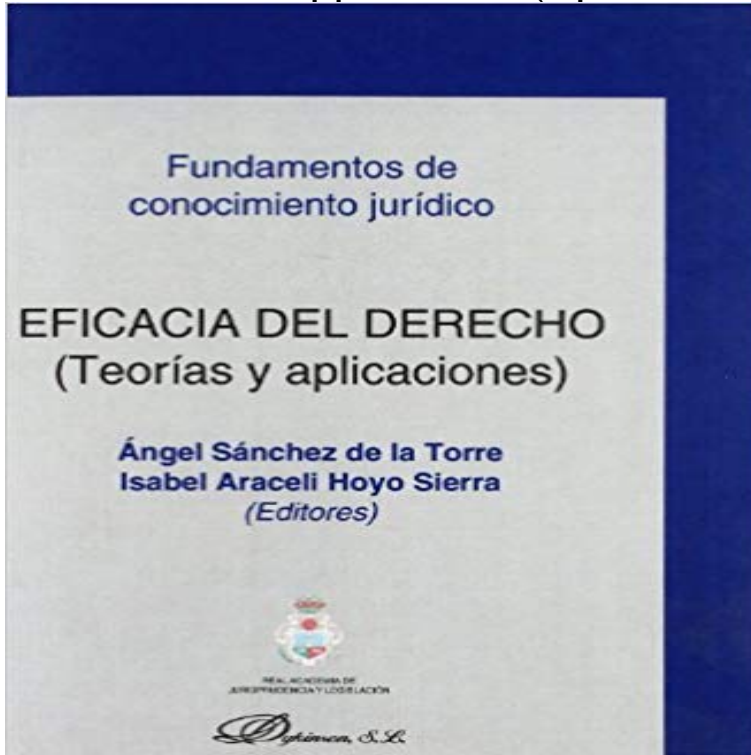 Fundamentos de
conocimiento jurídico
EFICACIA DEL DERECHO
(Teorías y aplicaciones)
Ángel Sánchez de la Torre
Isabel Araceli Hoyo Sierra
(Editores)
REAL ACADEMIA DE
JURISPRUDENCIA Y LEGISLACIÓN
Dykinson, S.L.